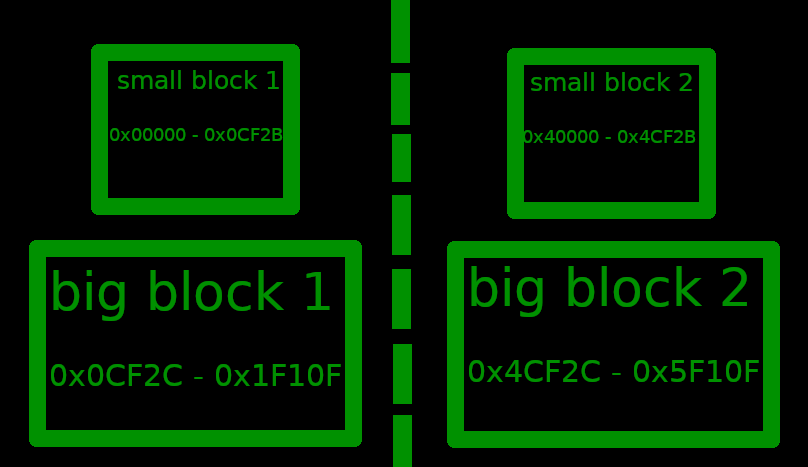 small block 1
0x00000 - 0x0CF2B
big block 1
0x0CF2C - 0x1F10F
small block 2
0x40000 - 0x4CF2B
big block 2
0x4CF2C - 0x5F10F